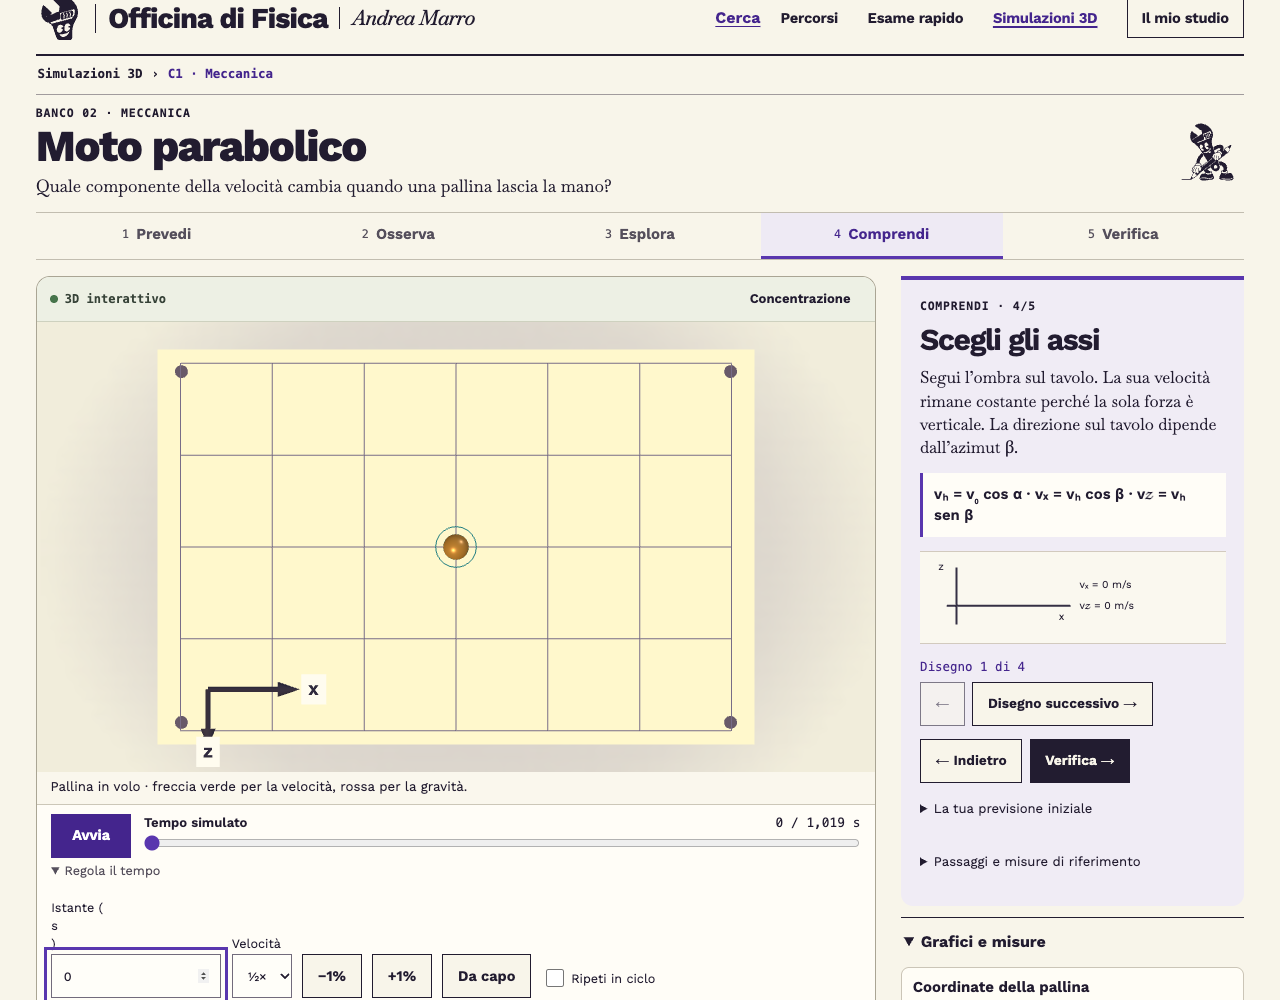 Officina di Fisica
Andrea Marro
Cerca
Percorsi
Esame rapido
Simulazioni 3D
Il mio studio
Simulazioni 3D › C1 · Meccanica
BANCO 02 · MECCANICA
Moto parabolico
Quale componente della velocità cambia quando una pallina lascia la mano?
1 Prevedi
2 Osserva
3 Esplora
4 Comprendi
5 Verifica
3D interattivo
Concentrazione
X
Z
Pallina in volo · freccia verde per la velocità, rossa per la gravità.
Avvia
Tempo simulato
0 / 1,019 s
▼ Regola il tempo
Istante (
s
)
0
Velocità
½×
−1%
+1%
Da capo
Ripeti in ciclo
COMPRENDI · 4/5
Scegli gli assi
Segui l’ombra sul tavolo. La sua velocità
rimane costante perché la sola forza è
verticale. La direzione sul tavolo dipende
dall’azimut β.
vₕ = v₀ cos α · vₓ = vₕ cos β · v𝑧 = vₕ
sen β
z
x
vₓ = 0 m/s
v𝑧 = 0 m/s
Disegno 1 di 4
←
Disegno successivo →
← Indietro
Verifica →
▶ La tua previsione iniziale
▶ Passaggi e misure di riferimento
▼ Grafici e misure
Coordinate della pallina